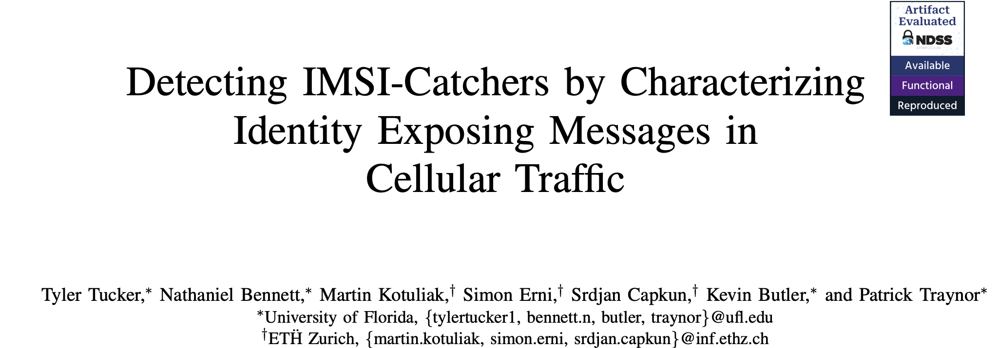 Artifact
Evaluated
NDSS
SYMPOSIUM
Available
Functional
Reproduced
Detecting IMSI-Catchers by Characterizing
Identity Exposing Messages in
Cellular Traffic
Tyler Tucker,* Nathaniel Bennett,* Martin Kotuliak,† Simon Erni,† Srdjan Capkun,† Kevin Butler,* and Patrick Traynor*
*University of Florida, {tylertucker1, bennett.n, butler, traynor}@ufl.edu
†ETḦ Zurich, {martin.kotuliak, simon.erni, srdjan.capkun}@inf.ethz.ch